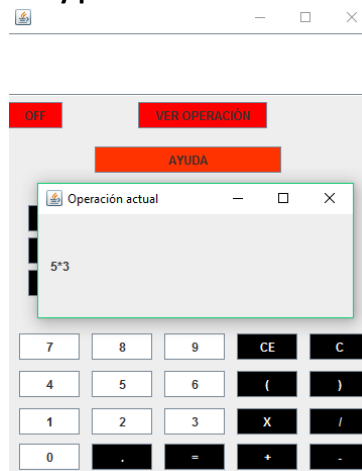 OFF VER OPERACIÓN
AYUDA
Operación actual
5*3
7 8 9 CE C
4 5 6 ( )
1 2 3 X /
0 . = + -